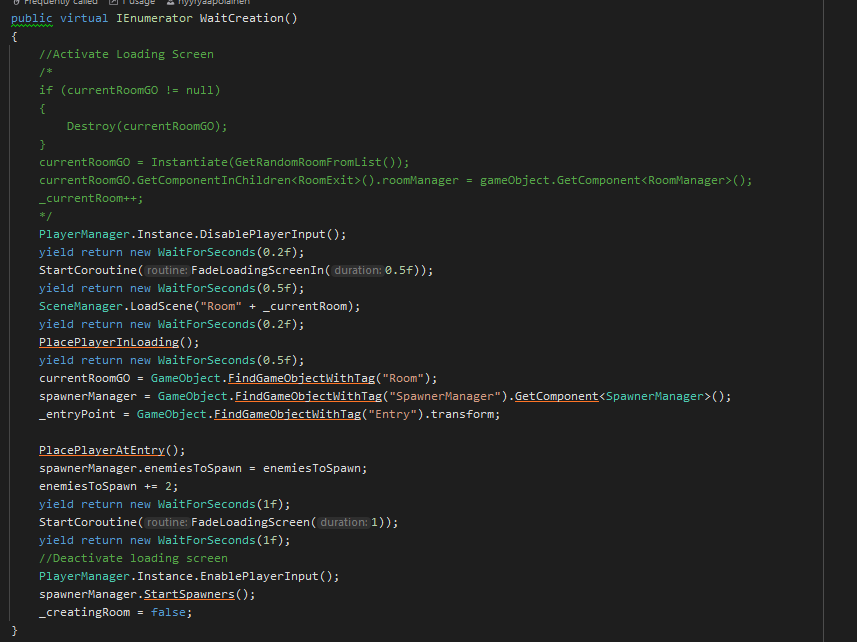 Frequently called 1 usage hyyryaapolainen
public virtual IEnumerator WaitCreation()
{
//Activate Loading Screen
/*
if (currentRoomGO != null)
{
Destroy(currentRoomGO);
}
currentRoomGO = Instantiate(GetRandomRoomFromList());
currentRoomGO.GetComponentInChildren<RoomExit>().roomManager = gameObject.GetComponent<RoomManager>();
_currentRoom++;
*/
PlayerManager.Instance.DisablePlayerInput();
yield return new WaitForSeconds(0.2f);
StartCoroutine(routine: FadeLoadingScreenIn(duration: 0.5f));
yield return new WaitForSeconds(0.5f);
SceneManager.LoadScene("Room" + _currentRoom);
yield return new WaitForSeconds(0.2f);
PlacePlayerInLoading();
yield return new WaitForSeconds(0.5f);
currentRoomGO = GameObject.FindGameObjectWithTag("Room");
spawnerManager = GameObject.FindGameObjectWithTag("SpawnerManager").GetComponent<SpawnerManager>();
_entryPoint = GameObject.FindGameObjectWithTag("Entry").transform;
PlacePlayerAtEntry();
spawnerManager.enemiesToSpawn = enemiesToSpawn;
enemiesToSpawn += 2;
yield return new WaitForSeconds(1f);
StartCoroutine(routine: FadeLoadingScreen(duration: 1));
yield return new WaitForSeconds(1f);
//Deactivate loading screen
PlayerManager.Instance.EnablePlayerInput();
spawnerManager.StartSpawners();
_creatingRoom = false;
}